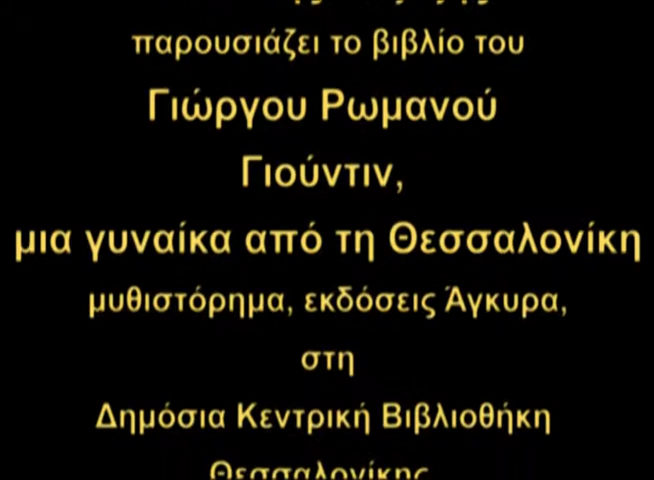 παρουσιάζει το βιβλίο του
Γιώργου Ρωμανού
Γιούντιν,
μια γυναίκα από τη Θεσσαλονίκη
μυθιστόρημα, εκδόσεις Άγκυρα,
στη
Δημόσια Κεντρική Βιβλιοθήκη
Θεσσαλονίκης